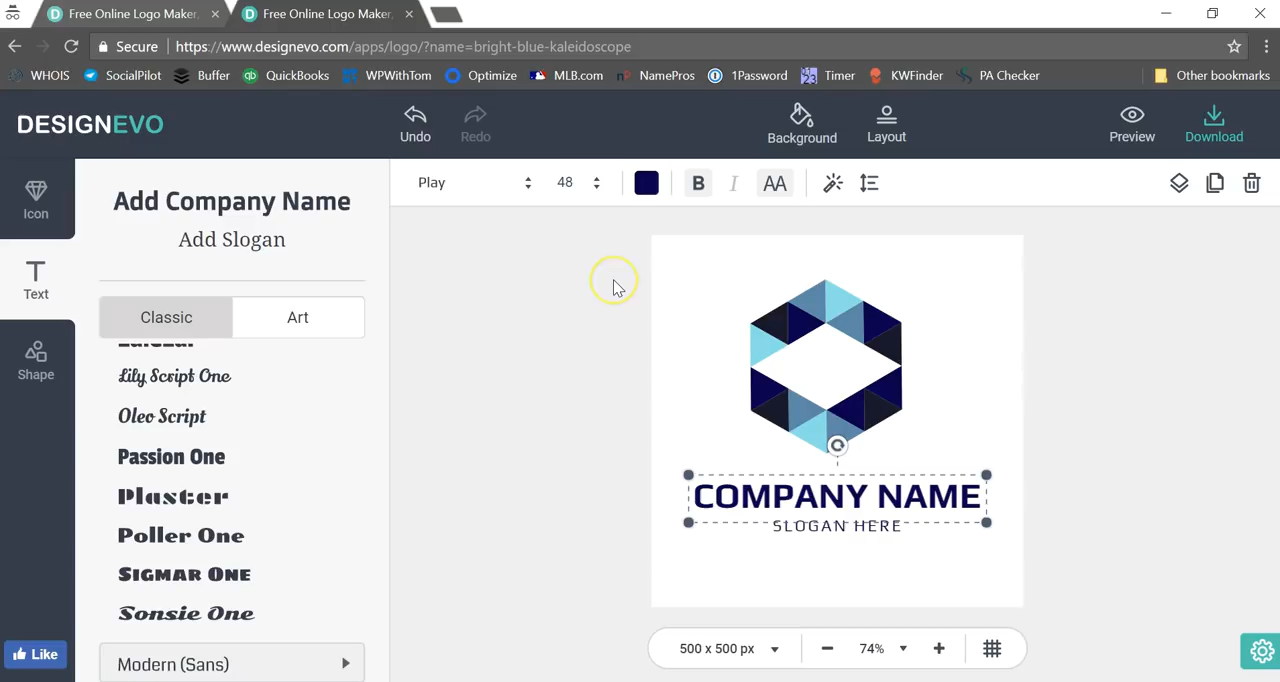 Free Online Logo Maker,
Free Online Logo Maker,
Secure
https://www.designevo.com/apps/logo/?name=bright-blue-kaleidoscope
WHOIS
SocialPilot
Buffer
QuickBooks
WPWithTom
Optimize
MLB.com
NamePros
1Password
Timer
KWFinder
PA Checker
Other bookmarks
DESIGNEVO
Undo
Redo
Background
Layout
Preview
Download
Icon
Text
Shape
Like
Add Company Name
Add Slogan
Classic
Art
Lily Script One
Oleo Script
Passion One
Plaster
Poller One
Sigmar One
Sonsie One
Modern (Sans)
Play
48
B
I
AA
COMPANY NAME
SLOGAN HERE
500 x 500 px
74%